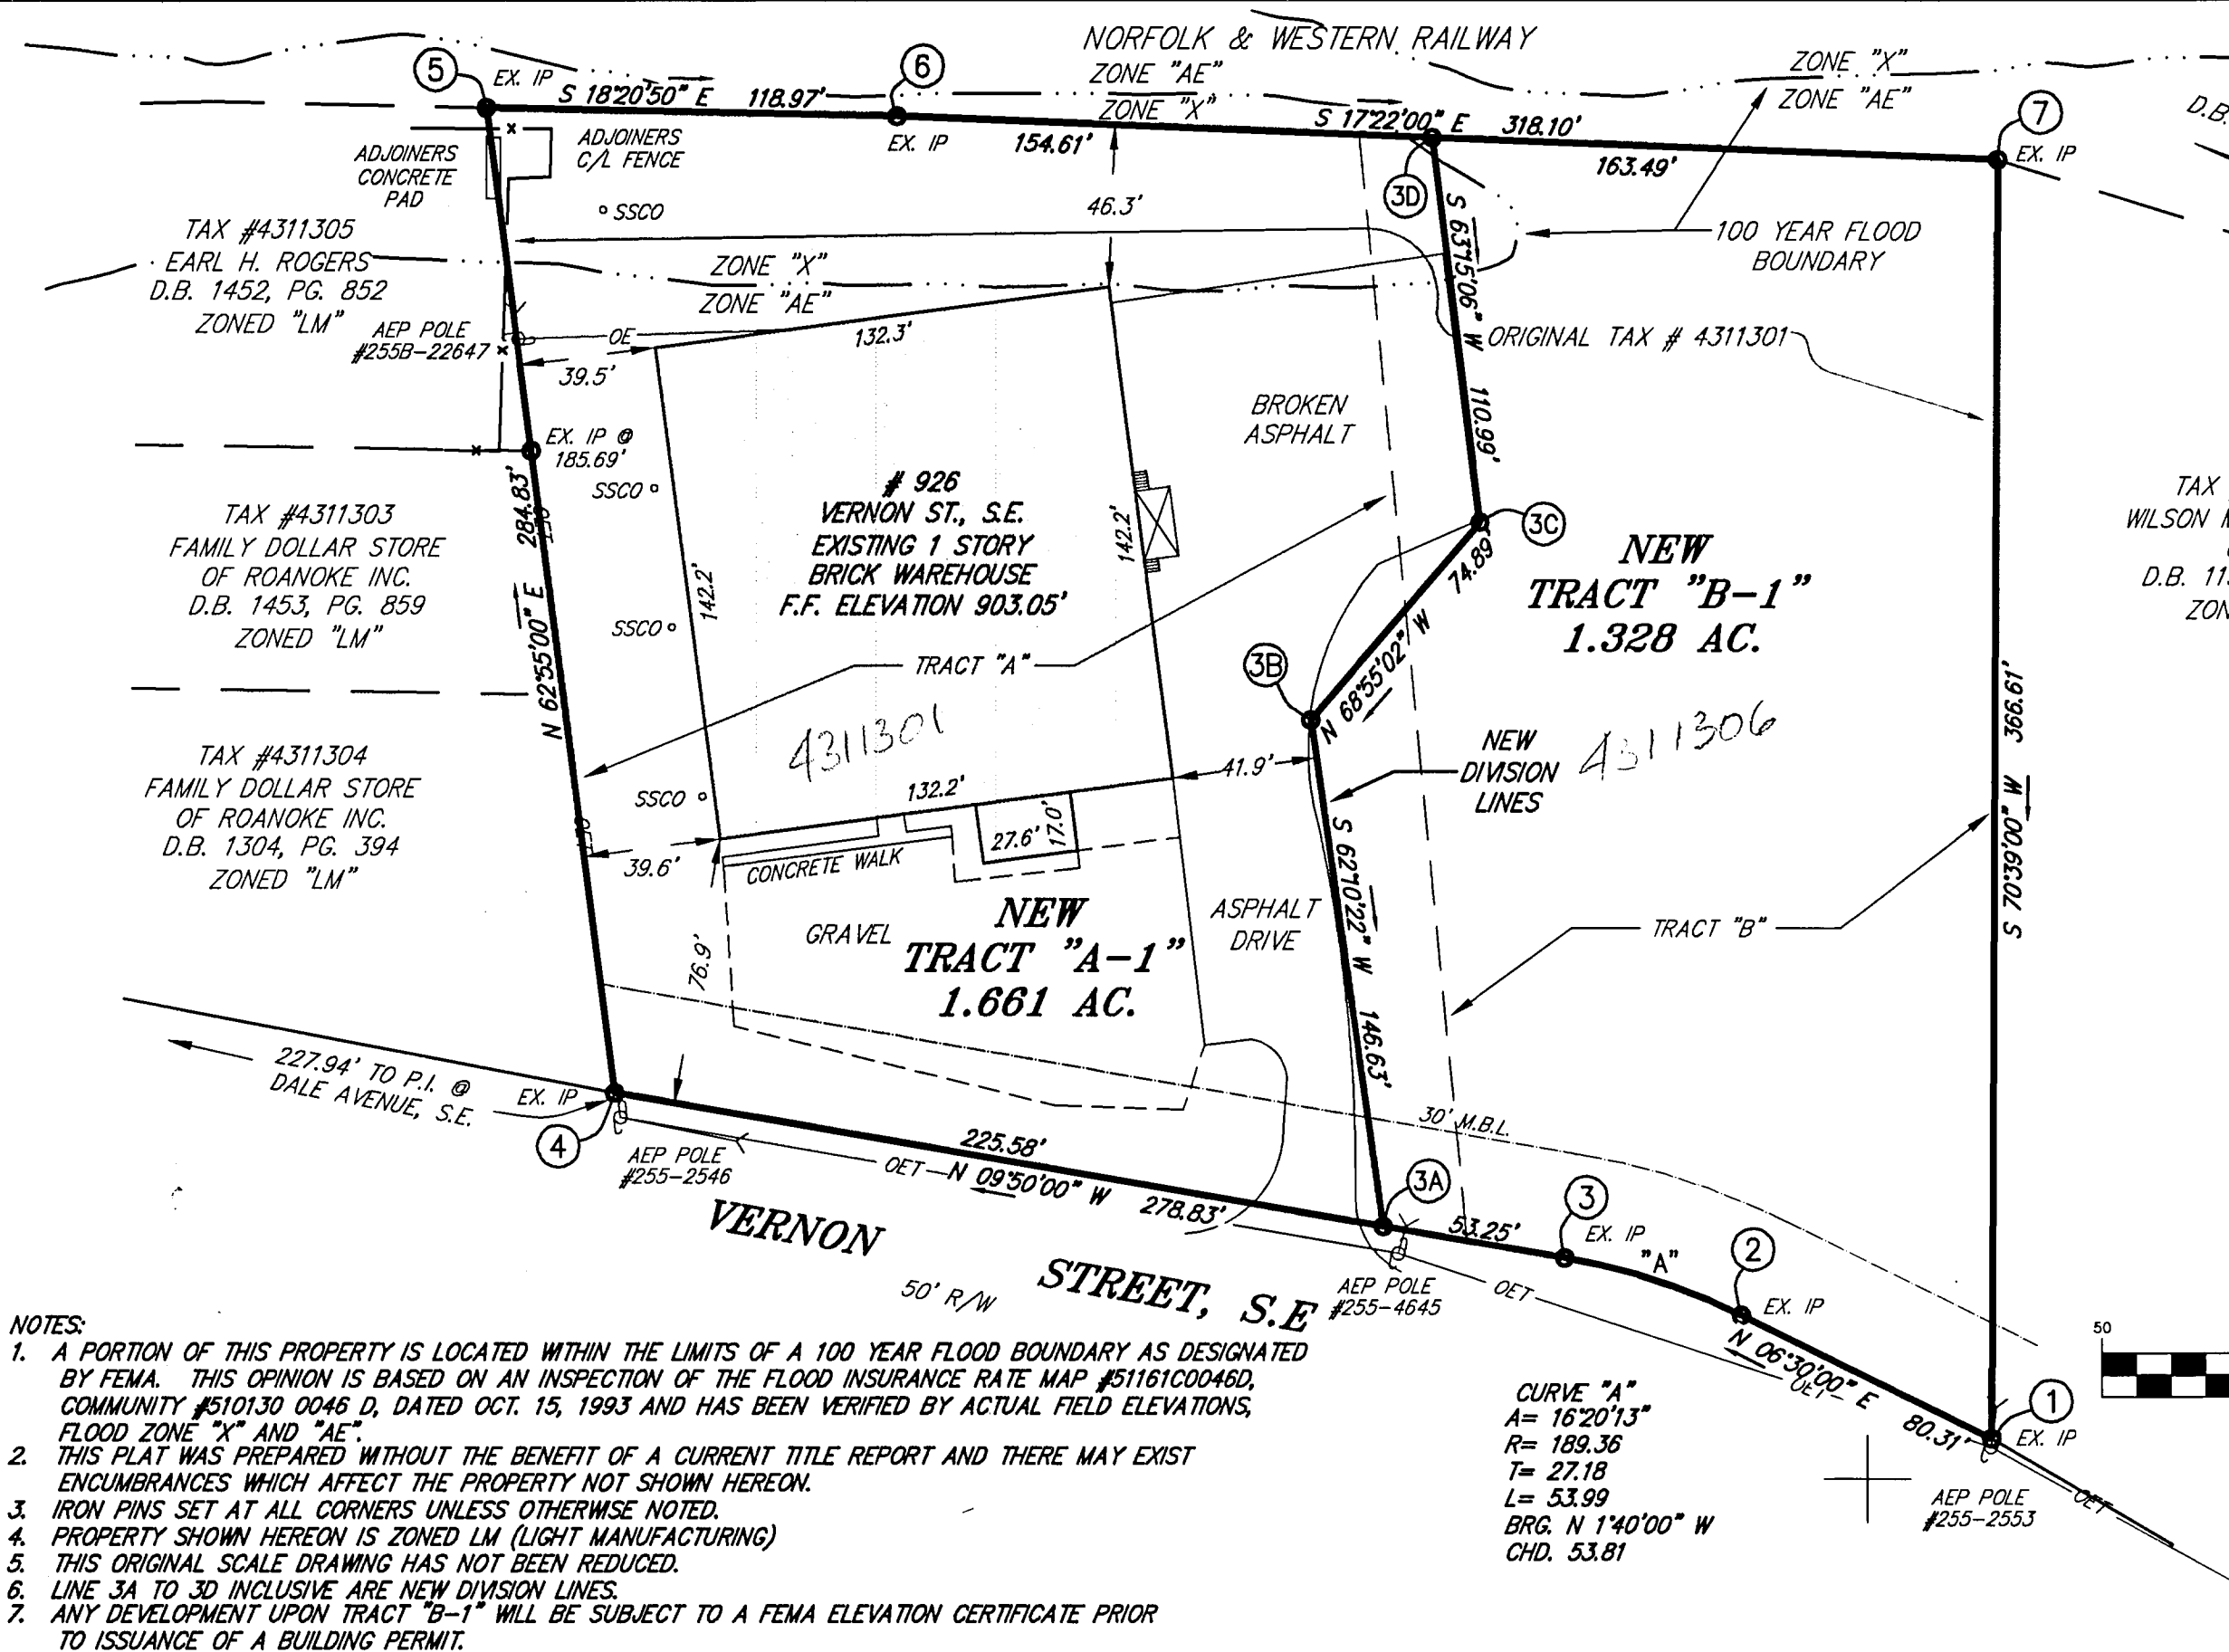 NORFOLK & WESTERN RAILWAY
ZONE "AE"
ZONE "X"
ZONE "X"
ZONE "AE"
D.B.
5
EX. IP
S 18°20'50" E 118.97'
6
EX. IP
154.61'
S 17°22'00" E 318.10'
163.49'
7
EX. IP
3D
ADJOINERS
CONCRETE
PAD
ADJOINERS
C/L FENCE
SSCO
46.3'
S 63°15'06" W 110.99'
100 YEAR FLOOD
BOUNDARY
TAX #4311305
EARL H. ROGERS
D.B. 1452, PG. 852
ZONED "LM"
ZONE "X"
ZONE "AE"
AEP POLE
#255B-22647
OE
39.5'
132.3'
ORIGINAL TAX # 4311301
BROKEN
ASPHALT
EX. IP @
185.69'
284.83'
N 62°55'00" E
OET
SSCO
# 926
VERNON ST., S.E.
EXISTING 1 STORY
BRICK WAREHOUSE
F.F. ELEVATION 903.05'
142.2'
142.2'
TAX #4311303
FAMILY DOLLAR STORE
OF ROANOKE INC.
D.B. 1453, PG. 859
ZONED "LM"
SSCO
3C
74.89'
N 68°55'02" W
NEW
TRACT "B-1"
1.328 AC.
TAX
WILSON
D.B.
TRACT "A"
3B
4311301
4311306
366.61'
S 70°39'00" W
NEW
DIVISION
LINES
TAX #4311304
FAMILY DOLLAR STORE
OF ROANOKE INC.
D.B. 1304, PG. 394
ZONED "LM"
SSCO
132.2'
41.9'
OET
39.6'
CONCRETE WALK
27.6'
17.0'
S 62°10'22" W 146.63'
GRAVEL
76.9'
NEW
TRACT "A-1"
1.661 AC.
ASPHALT
DRIVE
TRACT "B"
227.94' TO P.I. @
DALE AVENUE, S.E.
EX. IP
4
AEP POLE
#255-2546
225.58'
OET
N 09°50'00" W 278.83'
30' M.B.L.
3A
53.25'
3
EX. IP
"A"
2
EX. IP
VERNON STREET, S.E
50' R/W
AEP POLE
#255-4645
OET
N 06°30'00" E 80.31'
OET
1
EX. IP
AEP POLE
#255-2553
OET
50
CURVE "A"
A= 16°20'13"
R= 189.36
T= 27.18
L= 53.99
BRG. N 1°40'00" W
CHD. 53.81
NOTES:
1. A PORTION OF THIS PROPERTY IS LOCATED WITHIN THE LIMITS OF A 100 YEAR FLOOD BOUNDARY AS DESIGNATED
BY FEMA. THIS OPINION IS BASED ON AN INSPECTION OF THE FLOOD INSURANCE RATE MAP #51161C0046D,
COMMUNITY #510130 0046 D, DATED OCT. 15, 1993 AND HAS BEEN VERIFIED BY ACTUAL FIELD ELEVATIONS,
FLOOD ZONE "X" AND "AE".
2. THIS PLAT WAS PREPARED WITHOUT THE BENEFIT OF A CURRENT TITLE REPORT AND THERE MAY EXIST
ENCUMBRANCES WHICH AFFECT THE PROPERTY NOT SHOWN HEREON.
3. IRON PINS SET AT ALL CORNERS UNLESS OTHERWISE NOTED.
4. PROPERTY SHOWN HEREON IS ZONED LM (LIGHT MANUFACTURING)
5. THIS ORIGINAL SCALE DRAWING HAS NOT BEEN REDUCED.
6. LINE 3A TO 3D INCLUSIVE ARE NEW DIVISION LINES.
7. ANY DEVELOPMENT UPON TRACT "B-1" WILL BE SUBJECT TO A FEMA ELEVATION CERTIFICATE PRIOR
TO ISSUANCE OF A BUILDING PERMIT.